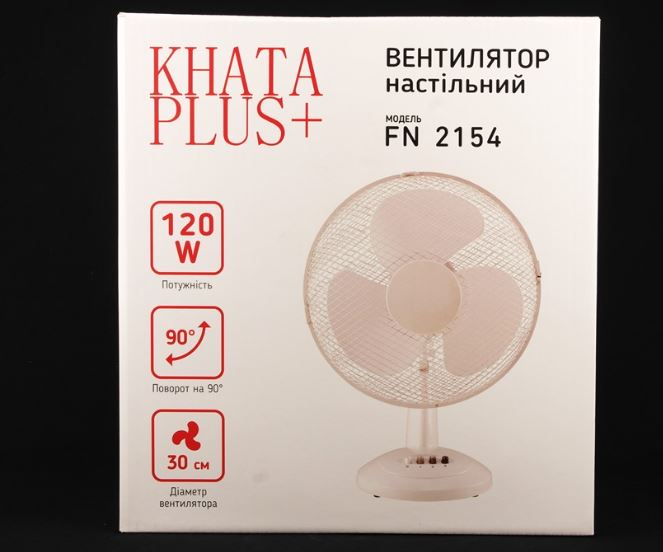 KHATA
PLUS+
ВЕНТИЛЯТОР
настільний
МОДЕЛЬ
FN 2154
120
W
Потужність
90°
Поворот на 90°
30 см
Діаметр
вентилятора